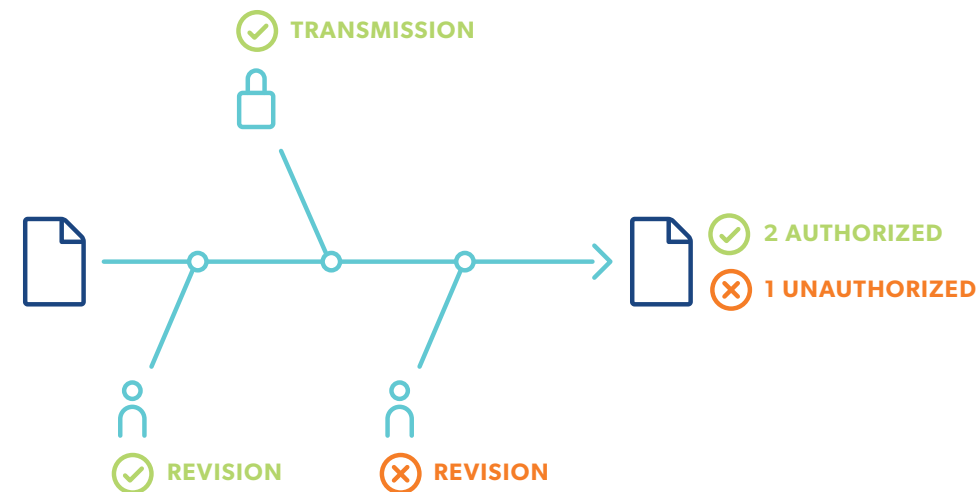 TRANSMISSION
2 AUTHORIZED
1 UNAUTHORIZED
REVISION
REVISION